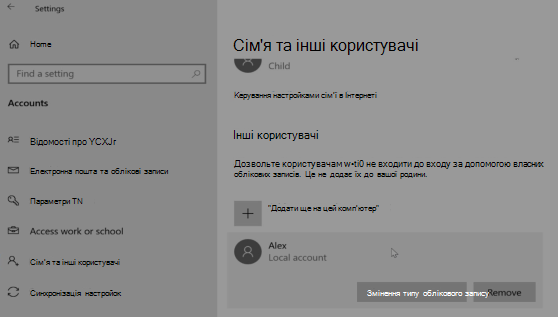 Settings
Home
Find a setting
Accounts
Відомості про YCXJr
Електронна пошта та облікові записи
Параметри TN
Access work or school
Сім'я та інші користувачі
Синхронізація настройок
Сім'я та інші користувачі
Child
Керування настройками сім'ї в Інтернеті
Інші користувачі
Дозвольте користувачам w•ti0 не входити до входу за допомогою власних
облікових записів. Це не додає їх до вашої родини.
"Додати ще на цей комп'ютер"
Alex
Local account
Змінення типу облікового запису
Remove